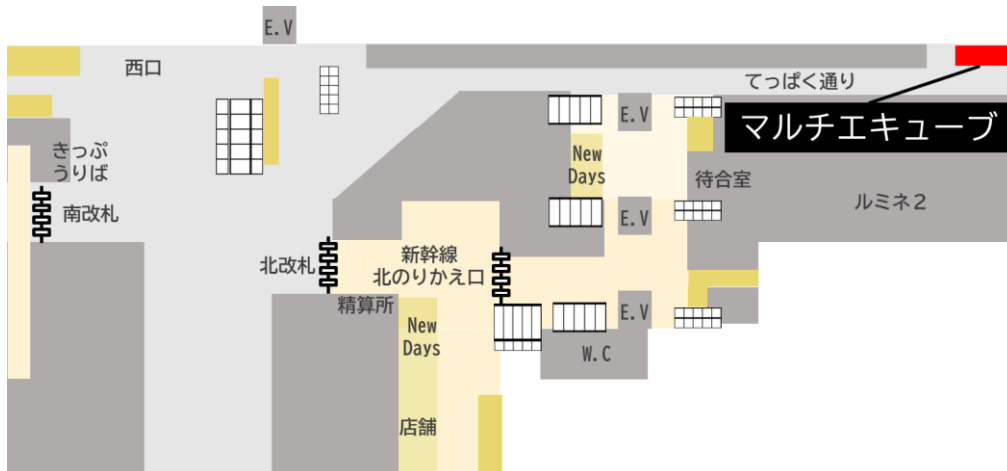 E.V
西口
てっぱく通り
E.V
マルチエキューブ
きっぷ
うりば
New
Days
待合室
ルミネ2
南改札
E.V
北改札
新幹線
北のりかえ口
精算所
E.V
New
Days
W.C
店舗